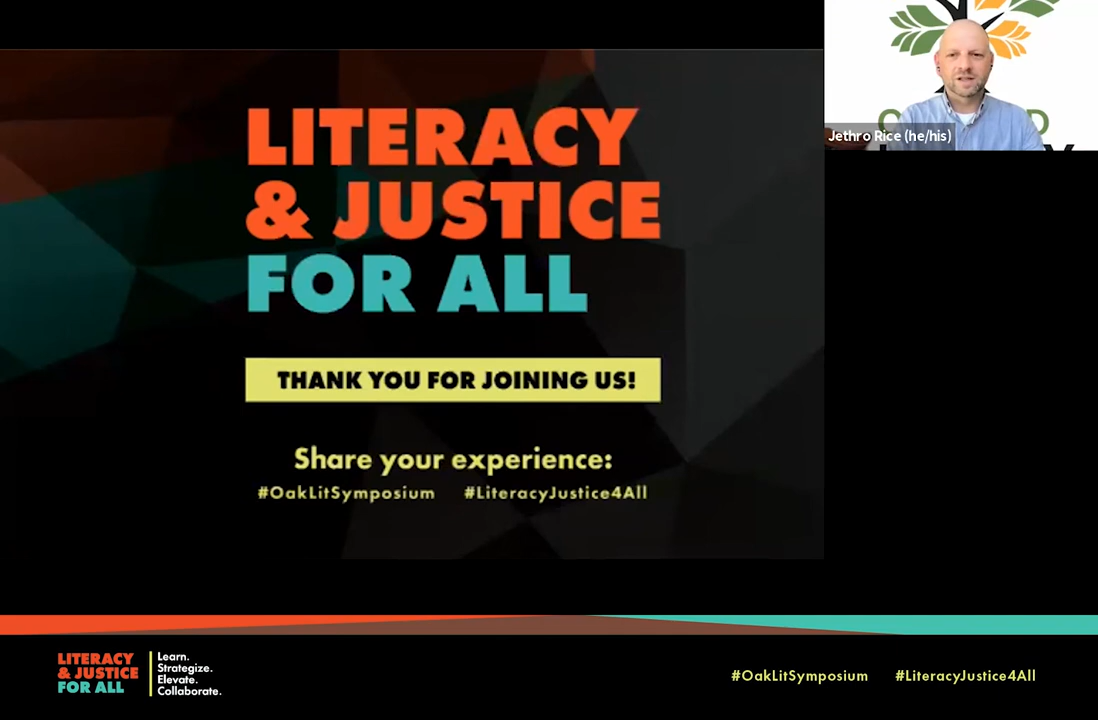 LITERACY
& JUSTICE
FOR ALL
THANK YOU FOR JOINING US!
Share your experience:
#OakLitSymposium #LiteracyJustice4All
Jethro Rice (he/his)
LITERACY
& JUSTICE
FOR ALL
Learn.
Strategize.
Elevate.
Collaborate.
#OakLitSymposium #LiteracyJustice4All